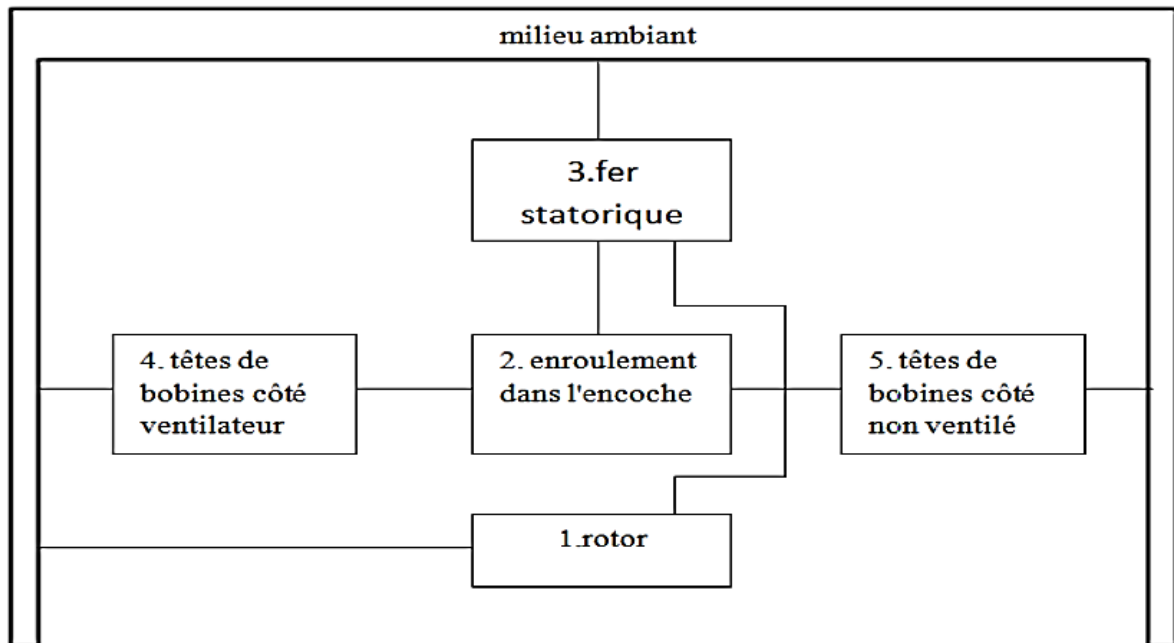 milieu ambiant
3.fer
statorique
4. têtes de
bobines côté
ventilateur
2. enroulement
dans l'encoche
5. têtes de
bobines côté
non ventilé
1.rotor